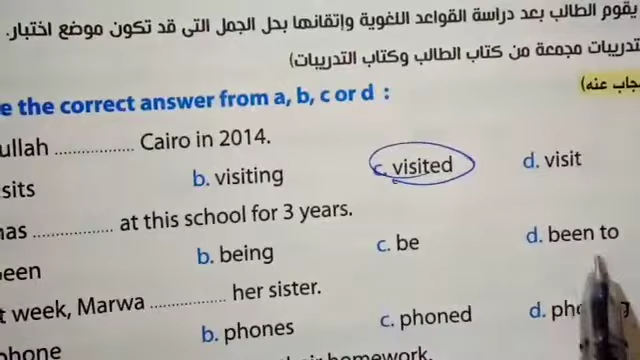 يقوم الطالب بعد دراسة القواعد اللغوية وإتقانها بحل الجمل التى قد تكون موضع اختبار.
تدريبات مجمعة من كتاب الطالب وكتاب التدريبات)
جاب عنه)
e the correct answer from a, b, c or d :
ullah ................ Cairo in 2014.
sits b. visiting c. visited d. visit
has ................ at this school for 3 years.
een b. being c. be d. been to
t week, Marwa ................ her sister.
phone b. phones c. phoned d.
homework.